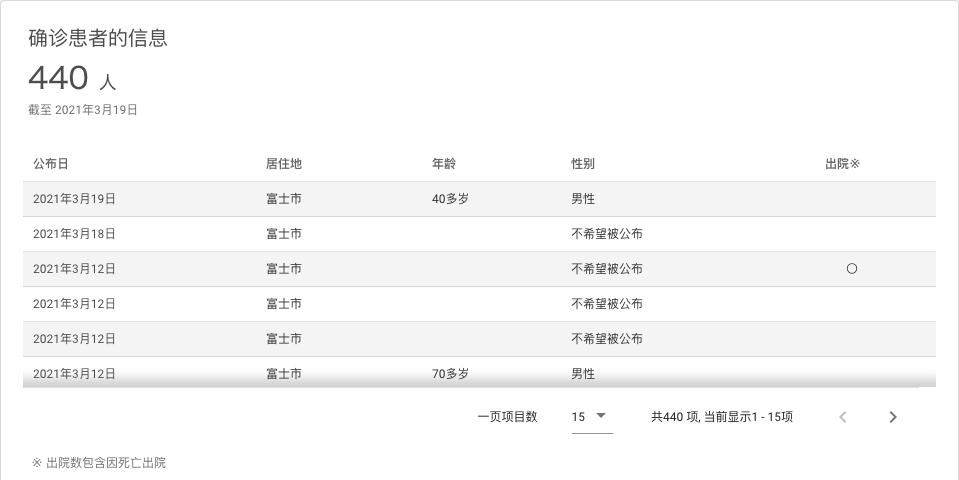 确诊患者的信息
440 人
截至 2021年3月19日
公布日 居住地 年龄 性别 出院※
2021年3月19日 富士市 40多岁 男性
2021年3月18日 富士市 不希望被公布
2021年3月12日 富士市 不希望被公布 〇
2021年3月12日 富士市 不希望被公布
2021年3月12日 富士市 不希望被公布
2021年3月12日 富士市 70多岁 男性
一页项目数 15 共440 项, 当前显示1 - 15项
※ 出院数包含因死亡出院